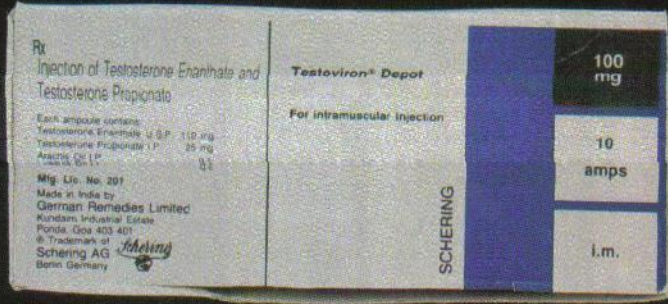 Rx
Injection of Testosterone Enanthate and
Testosterone Propionate
Each ampoule contains:
Testosterone Enanthate U.S.P. 110 mg
Testosterone Propionate I.P. 25 mg
Arachis Oil I.P.
Mfg. Lic. No. 201
Made in India by
German Remedies Limited
Kundaim Industrial Estate
Ponda, Goa 403 401
® Trademark of
Schering AG
Berlin Germany
Schering
Testoviron® Depot
For intramuscular Injection
SCHERING
100
mg
10
amps
i.m.